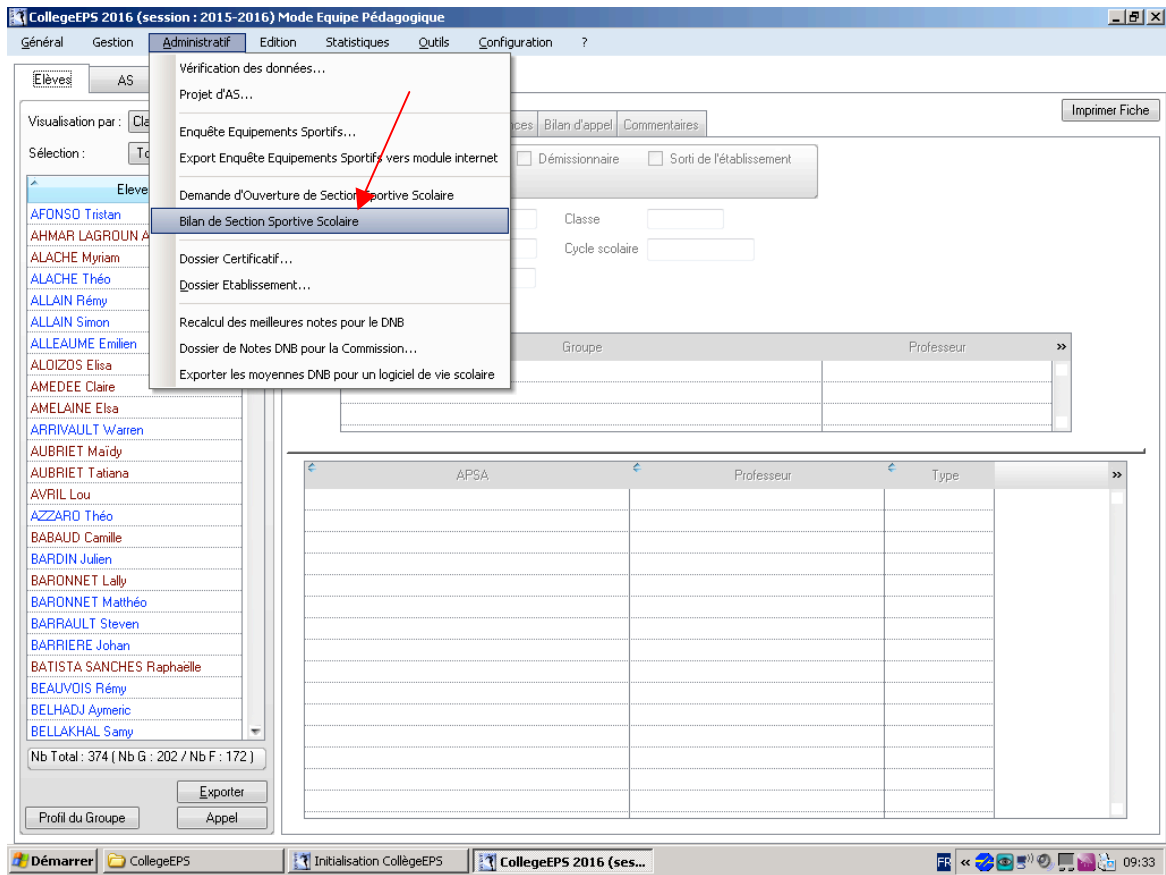 CollegeEPS 2016 (session : 2015-2016) Mode Equipe Pédagogique
Général Gestion Administratif Edition Statistiques Outils Configuration ?
Elèves AS
Vérification des données...
Projet d'AS...
Enquête Equipements Sportifs...
Export Enquête Equipements Sportifs vers module internet
Demande d'Ouverture de Section Sportive Scolaire
Bilan de Section Sportive Scolaire
Dossier Certificatif...
Dossier Etablissement...
Recalcul des meilleures notes pour le DNB
Dossier de Notes DNB pour la Commission...
Exporter les moyennes DNB pour un logiciel de vie scolaire
Imprimer Fiche
Visualisation par : Cla
Sélection : To
nces Bilan d'appel Commentaires
Démissionnaire Sorti de l'établissement
Classe
Cycle scolaire
Groupe Professeur »
APSA Professeur Type »
Eleve
AFONSO Tristan
AHMAR LAGROUN A
ALACHE Myriam
ALACHE Théo
ALLAIN Rémy
ALLAIN Simon
ALLEAUME Emilien
ALOIZOS Elisa
AMEDEE Claire
AMELAINE Elsa
ARRIVAULT Warren
AUBRIET Maïdy
AUBRIET Tatiana
AVRIL Lou
AZZARO Théo
BABAUD Camille
BARDIN Julien
BARONNET Lally
BARONNET Matthéo
BARRAULT Steven
BARRIERE Johan
BATISTA SANCHES Raphaëlle
BEAUVOIS Rémy
BELHADJ Aymeric
BELLAKHAL Samy
Nb Total : 374 ( Nb G : 202 / Nb F : 172 )
Exporter
Profil du Groupe Appel
Démarrer CollegeEPS Initialisation CollègeEPS CollegeEPS 2016 (ses... FR « 09:33